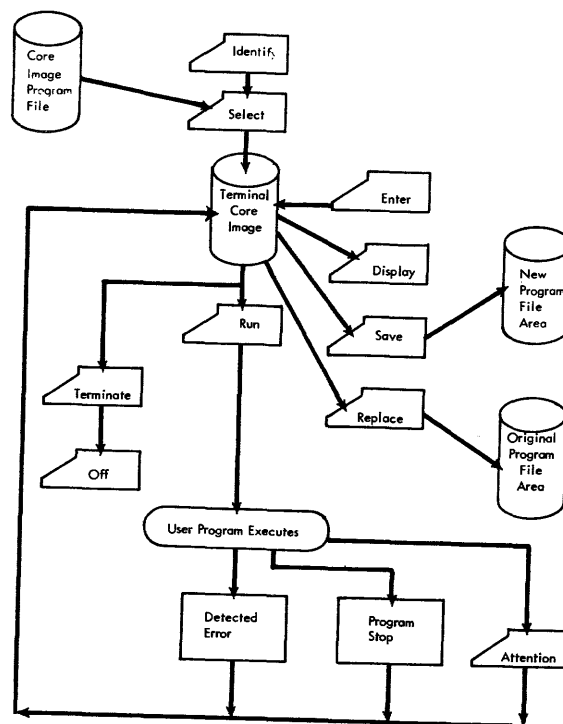 Core
Image
Program
File
Identify
Select
Terminal
Core
Image
Enter
Display
New
Program
File
Area
Run
Save
Terminate
Replace
Original
Program
File
Area
Off
User Program Executes
Detected
Error
Program
Stop
Attention